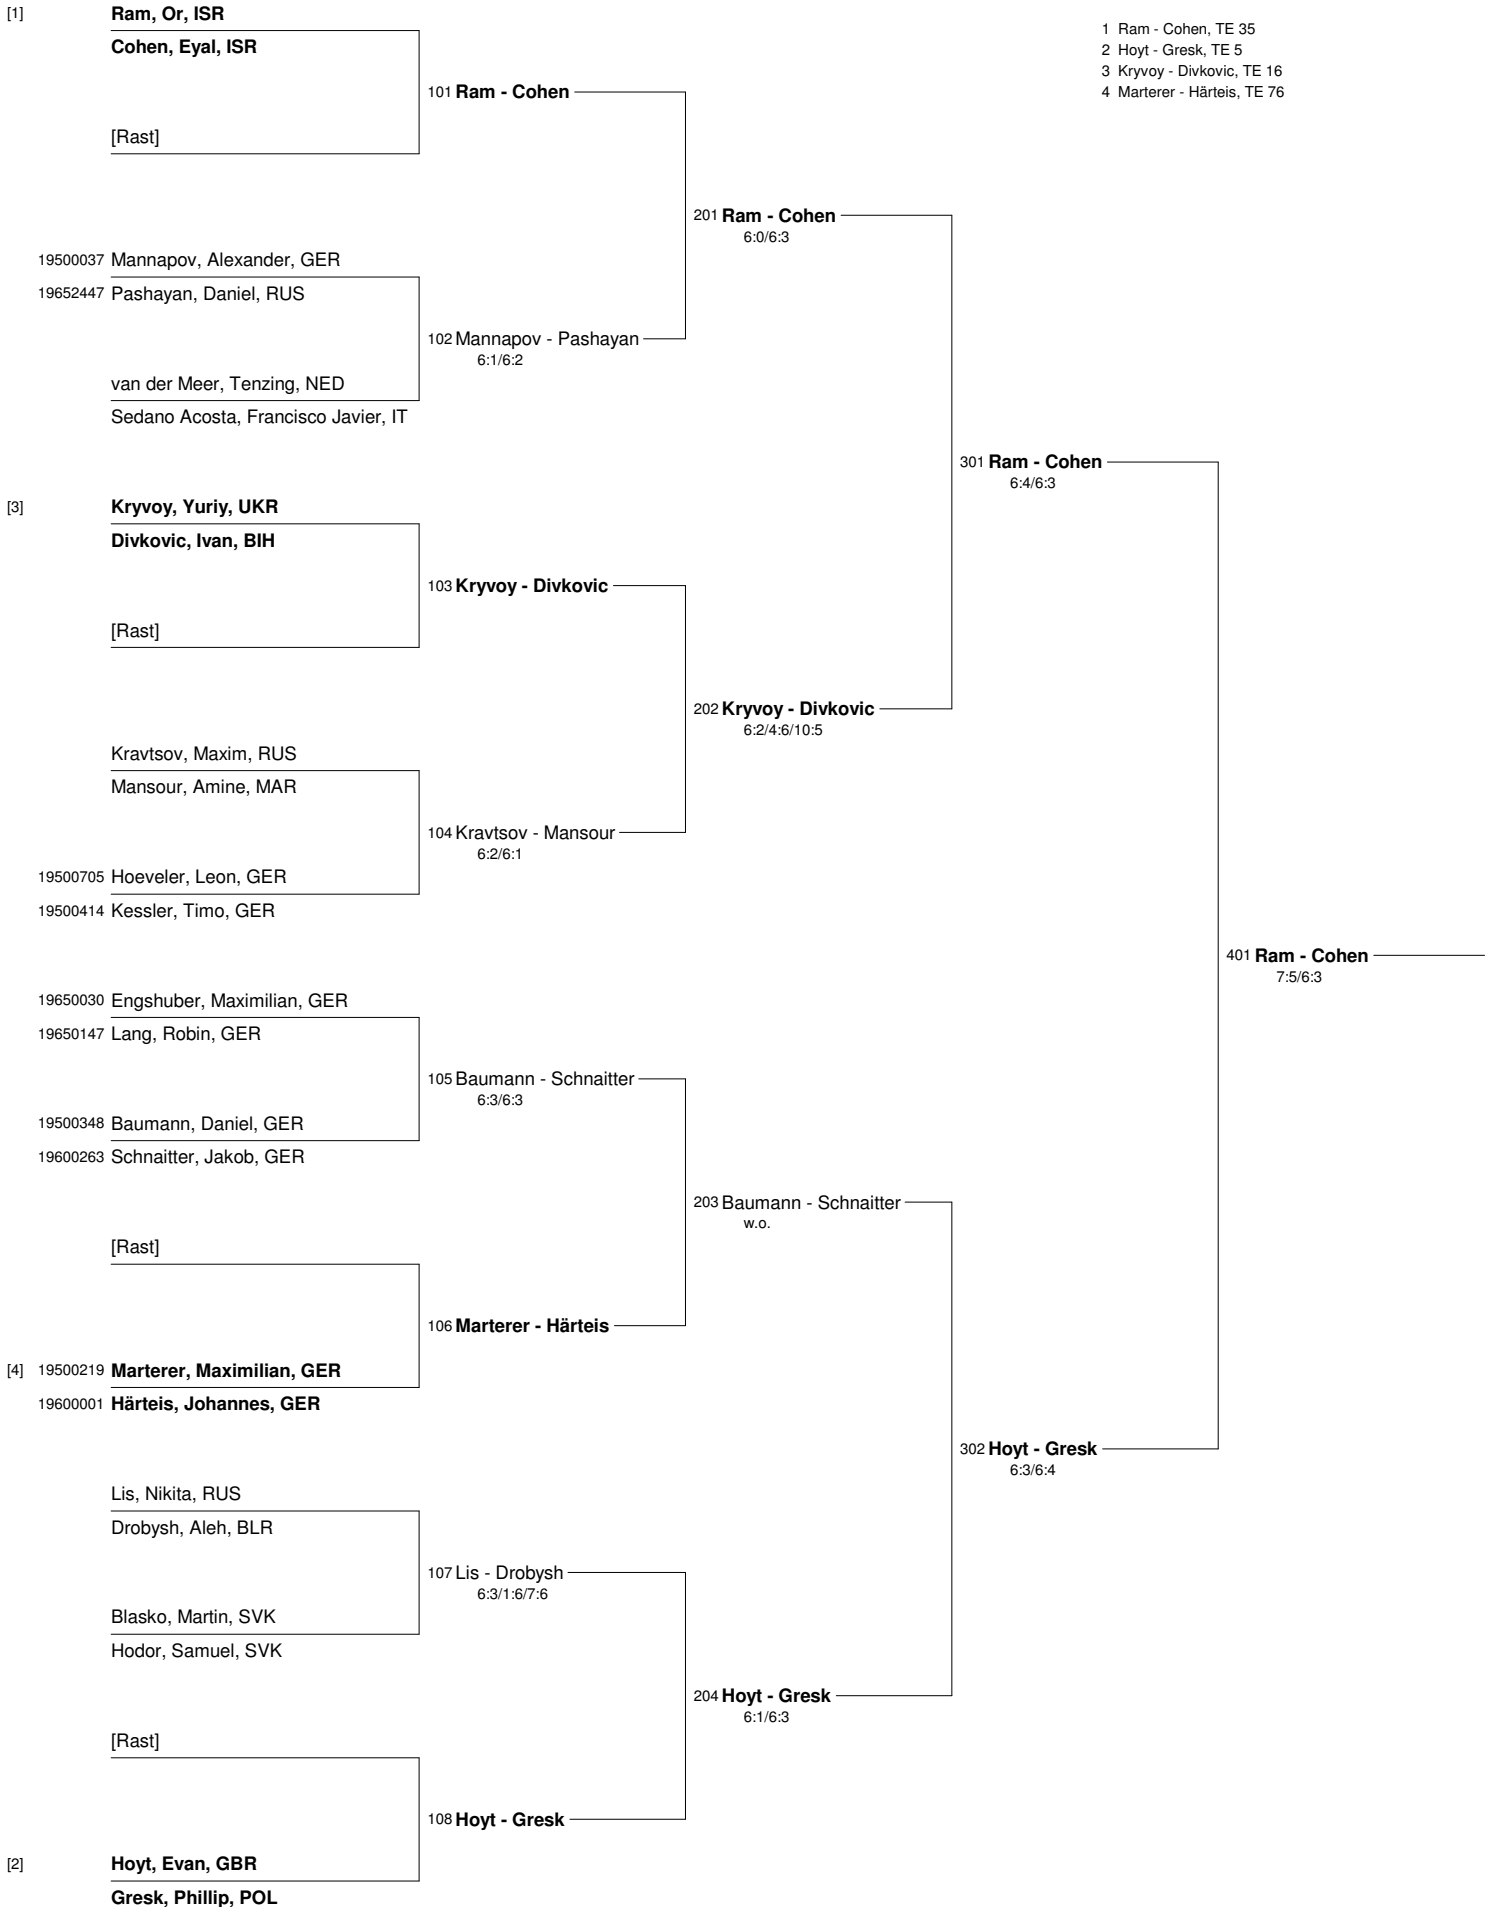 [1] Ram, Or, ISR
Cohen, Eyal, ISR
1 Ram - Cohen, TE 35
2 Hoyt - Gresk, TE 5
3 Kryvoy - Divkovic, TE 16
4 Marterer - Härteis, TE 76
101 Ram - Cohen
[Rast]
201 Ram - Cohen
6:0/6:3
19500037 Mannapov, Alexander, GER
19652447 Pashayan, Daniel, RUS
102 Mannapov - Pashayan
6:1/6:2
van der Meer, Tenzing, NED
Sedano Acosta, Francisco Javier, IT
301 Ram - Cohen
6:4/6:3
[3] Kryvoy, Yuriy, UKR
Divkovic, Ivan, BIH
103 Kryvoy - Divkovic
[Rast]
202 Kryvoy - Divkovic
6:2/4:6/10:5
Kravtsov, Maxim, RUS
Mansour, Amine, MAR
104 Kravtsov - Mansour
6:2/6:1
19500705 Hoeveler, Leon, GER
19500414 Kessler, Timo, GER
401 Ram - Cohen
7:5/6:3
19650030 Engshuber, Maximilian, GER
19650147 Lang, Robin, GER
105 Baumann - Schnaitter
6:3/6:3
19500348 Baumann, Daniel, GER
19600263 Schnaitter, Jakob, GER
203 Baumann - Schnaitter
w.o.
[Rast]
106 Marterer - Härteis
[4] 19500219 Marterer, Maximilian, GER
19600001 Härteis, Johannes, GER
302 Hoyt - Gresk
6:3/6:4
Lis, Nikita, RUS
Drobysh, Aleh, BLR
107 Lis - Drobysh
6:3/1:6/7:6
Blasko, Martin, SVK
Hodor, Samuel, SVK
204 Hoyt - Gresk
6:1/6:3
[Rast]
108 Hoyt - Gresk
[2] Hoyt, Evan, GBR
Gresk, Phillip, POL